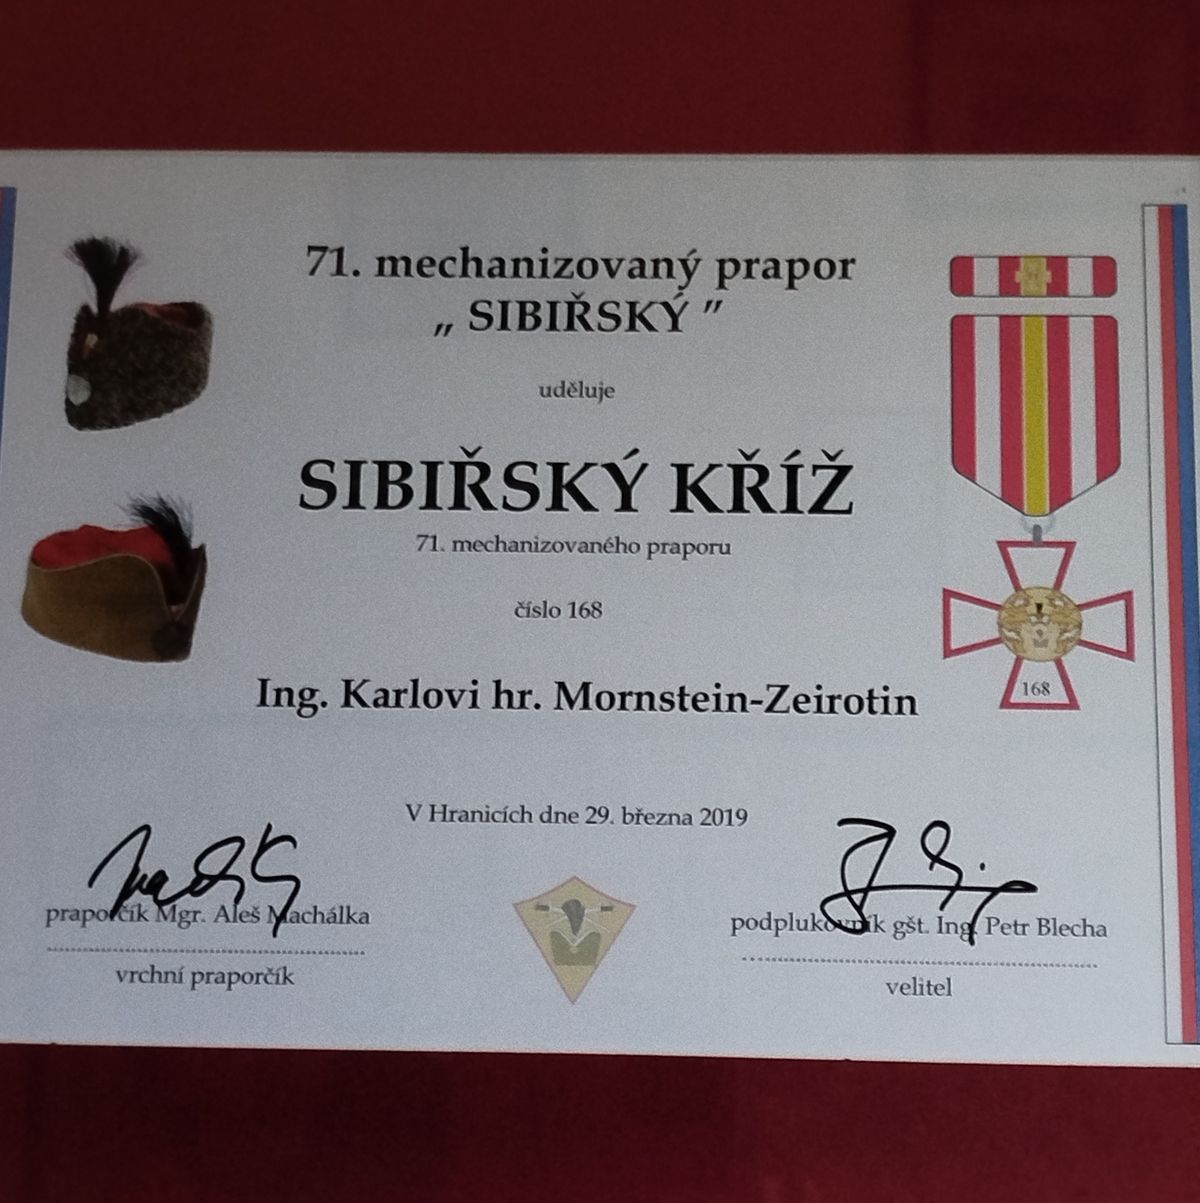 71. mechanizovaný prapor
„ SIBIŘSKÝ ”
uděluje
SIBIŘSKÝ KŘÍŽ
71. mechanizovaného praporu
číslo 168
168
Ing. Karlovi hr. Mornstein-Zeirotin
V Hranicích dne 29. března 2019
praporčík Mgr. Aleš Machálka
vrchní praporčík
podplukovník gšt. Ing. Petr Blecha
velitel